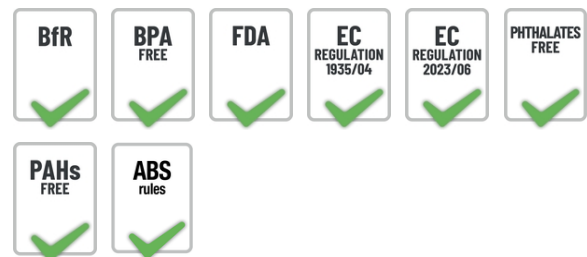 BfR
BPA
FREE
FDA
EC
REGULATION
1935/04
EC
REGULATION
2023/06
PHTHALATES
FREE
PAHs
FREE
ABS
rules